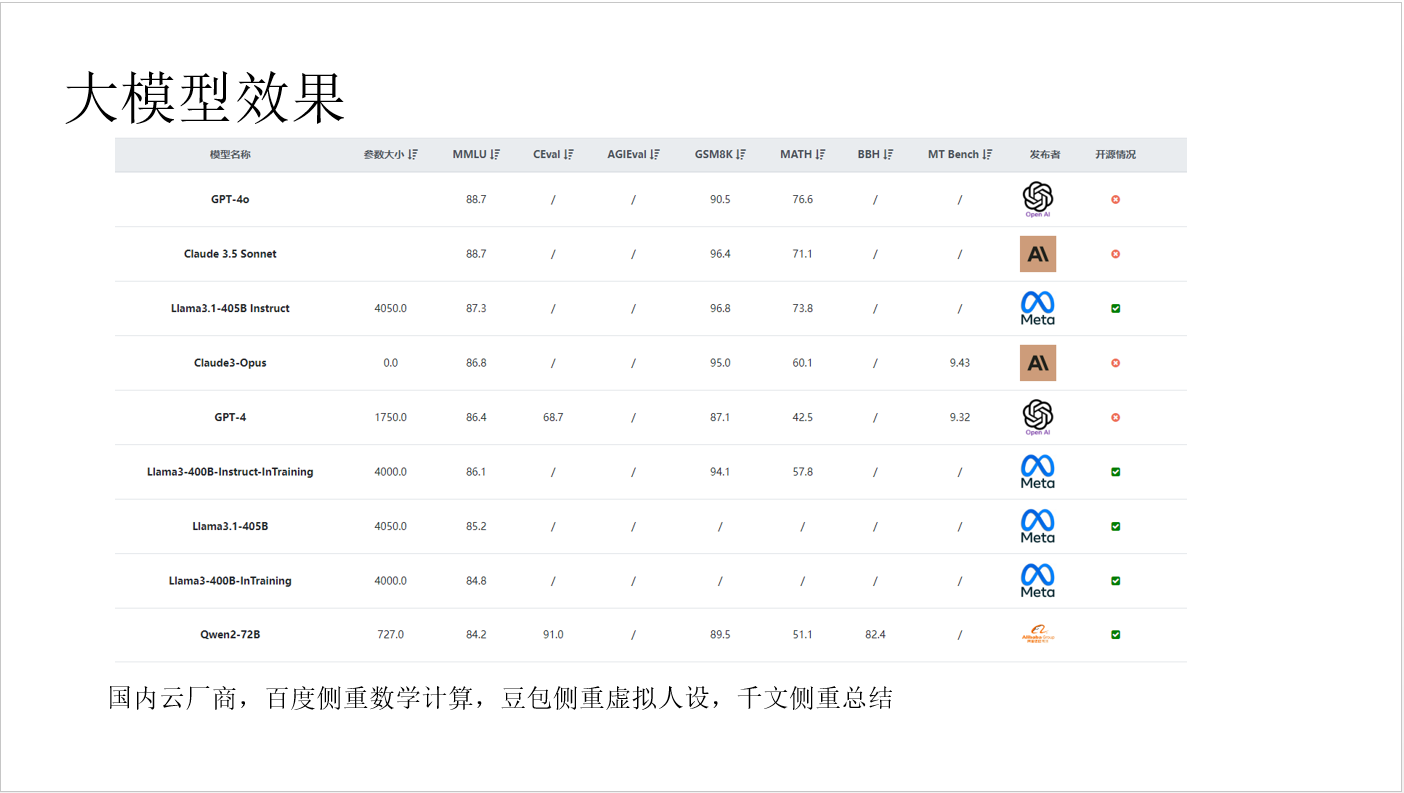 大模型效果
模型名称 参数大小 MMLU CEval AGIEval GSM8K MATH BBH MT Bench 发布者 开源情况
GPT-4o 88.7 / / 90.5 76.6 / / Open AI
Claude 3.5 Sonnet 88.7 / / 96.4 71.1 / / A\
Llama3.1-405B Instruct 4050.0 87.3 / / 96.8 73.8 / / Meta
Claude3-Opus 0.0 86.8 / / 95.0 60.1 / 9.43 A\
GPT-4 1750.0 86.4 68.7 / 87.1 42.5 / 9.32 Open AI
Llama3-400B-Instruct-InTraining 4000.0 86.1 / / 94.1 57.8 / / Meta
Llama3.1-405B 4050.0 85.2 / / / / / / Meta
Llama3-400B-InTraining 4000.0 84.8 / / / / / / Meta
Qwen2-72B 727.0 84.2 91.0 / 89.5 51.1 82.4 /
国内云厂商，百度侧重数学计算，豆包侧重虚拟人设，千文侧重总结